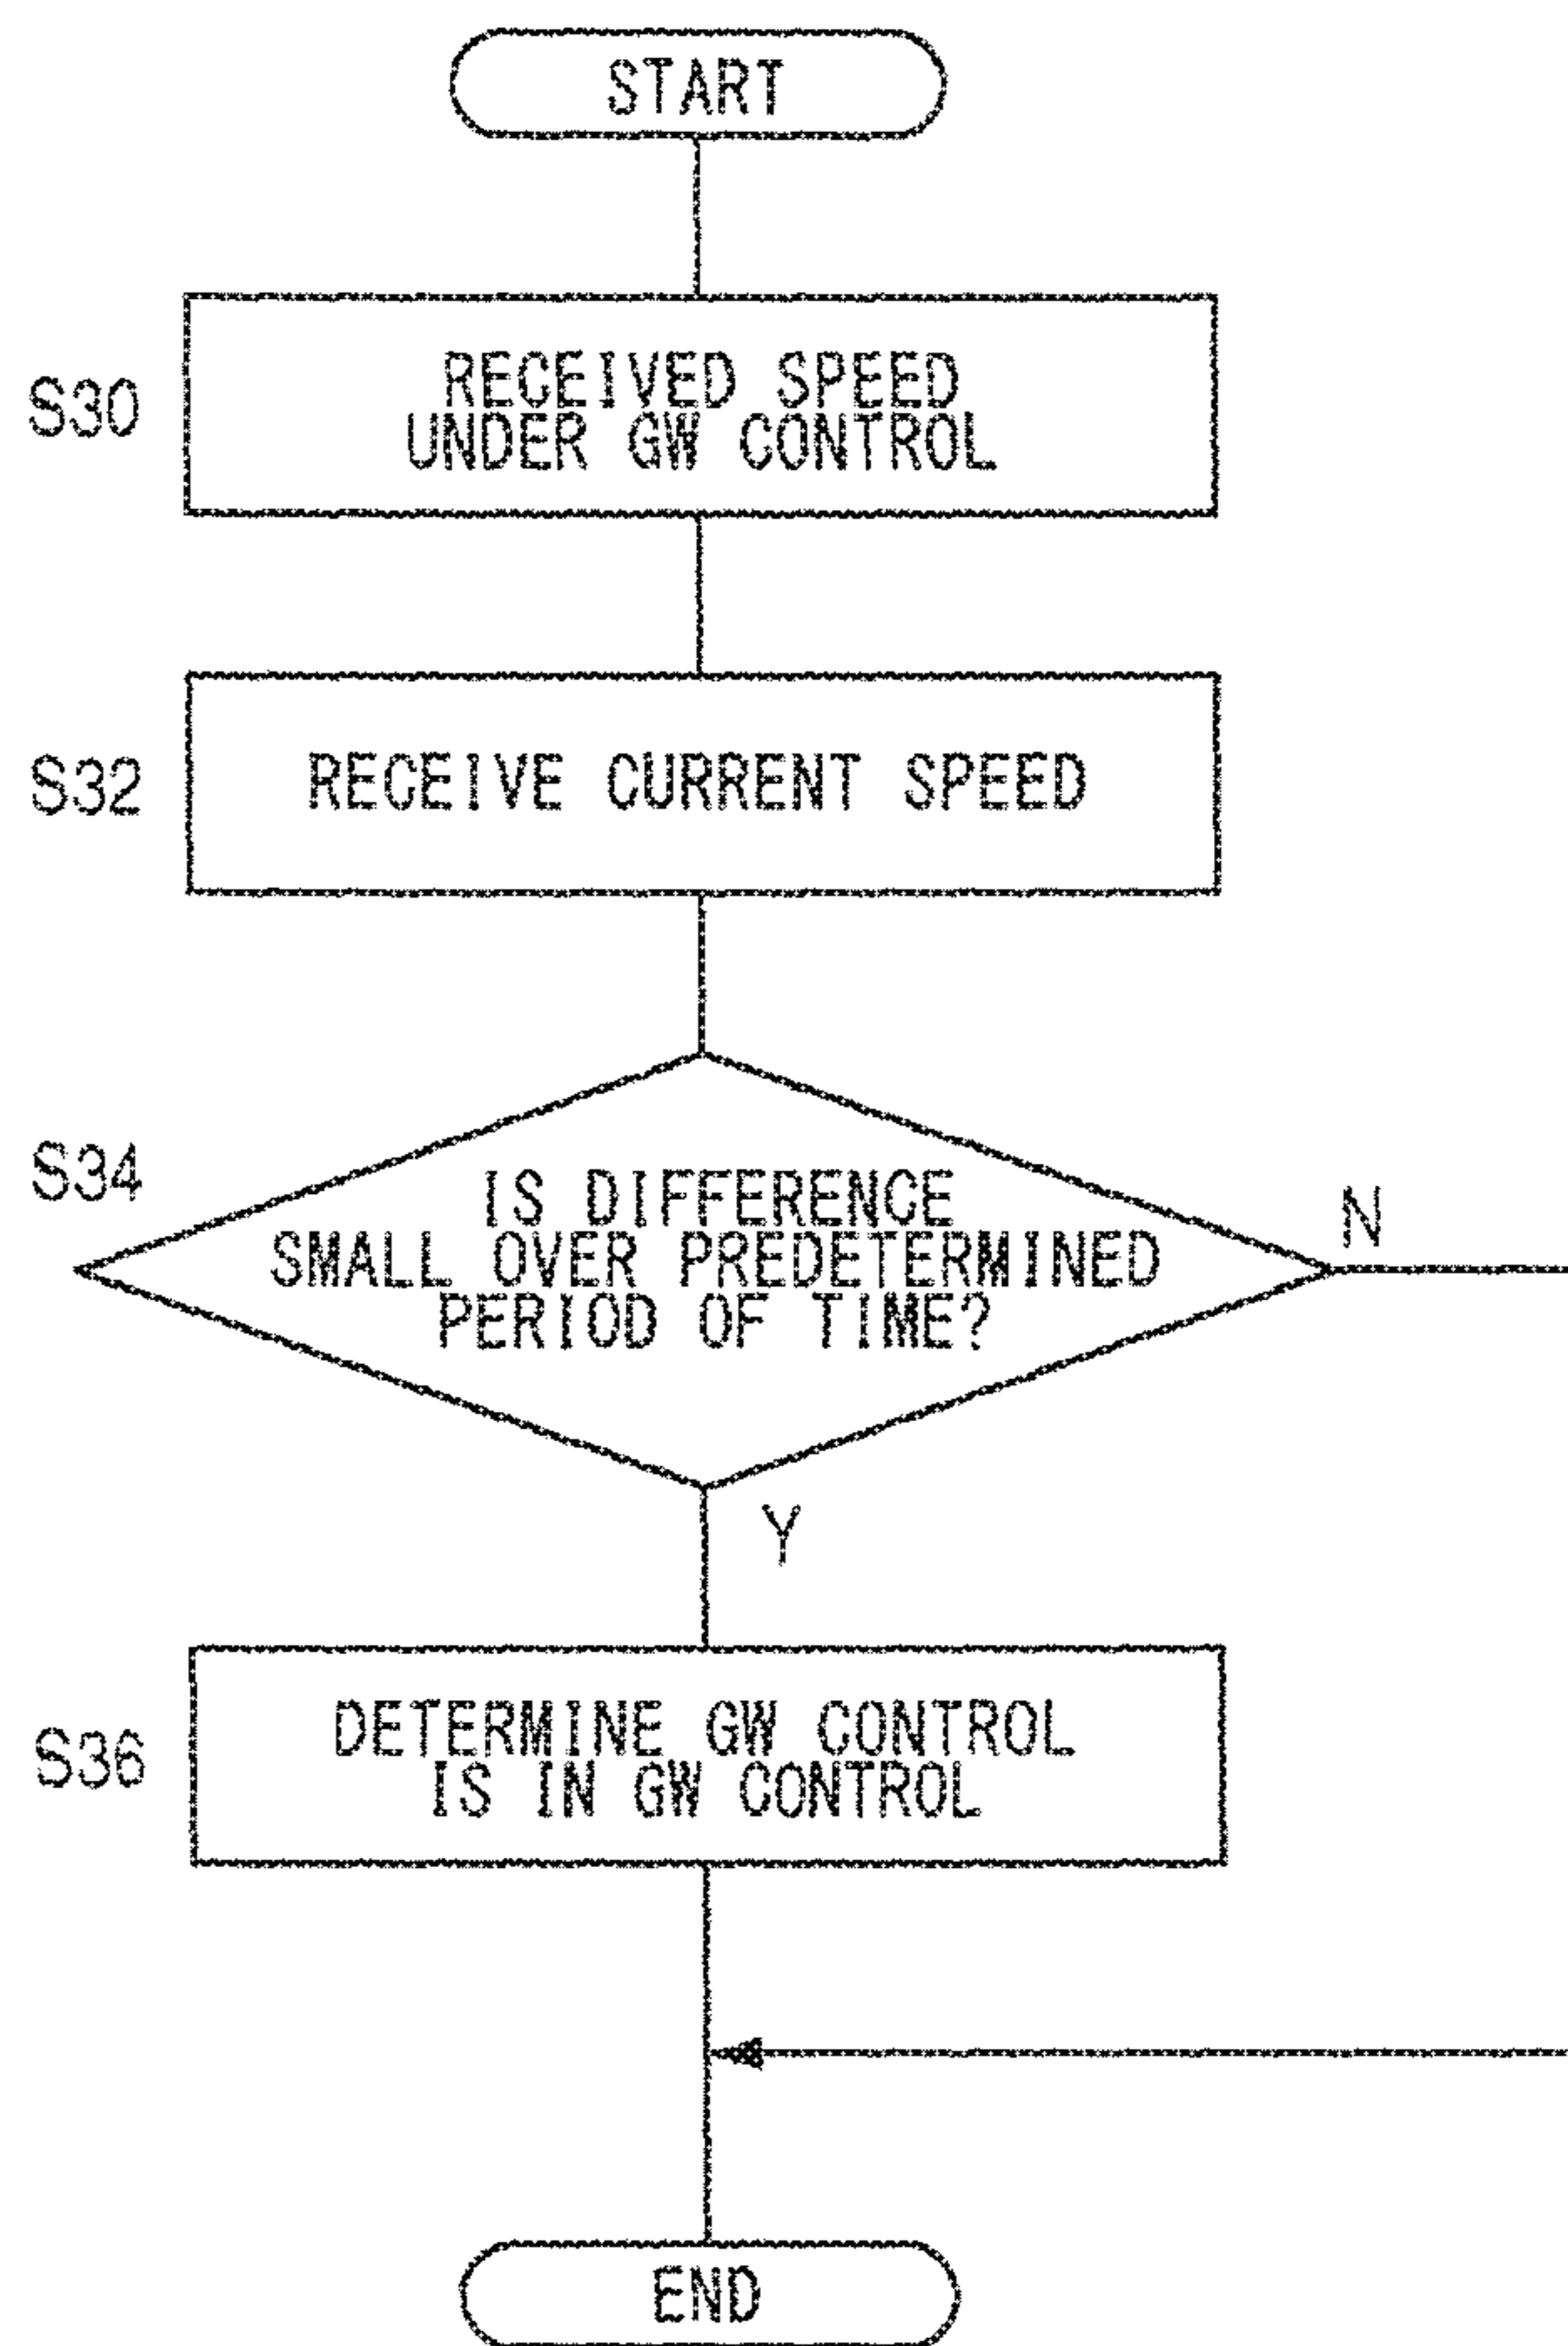 START
S30
RECEIVED SPEED
UNDER GW CONTROL
S32
RECEIVE CURRENT SPEED
S34
IS DIFFERENCE
SMALL OVER PREDETERMINED
PERIOD OF TIME?
N
Y
S36
DETERMINE GW CONTROL
IS IN GW CONTROL
END